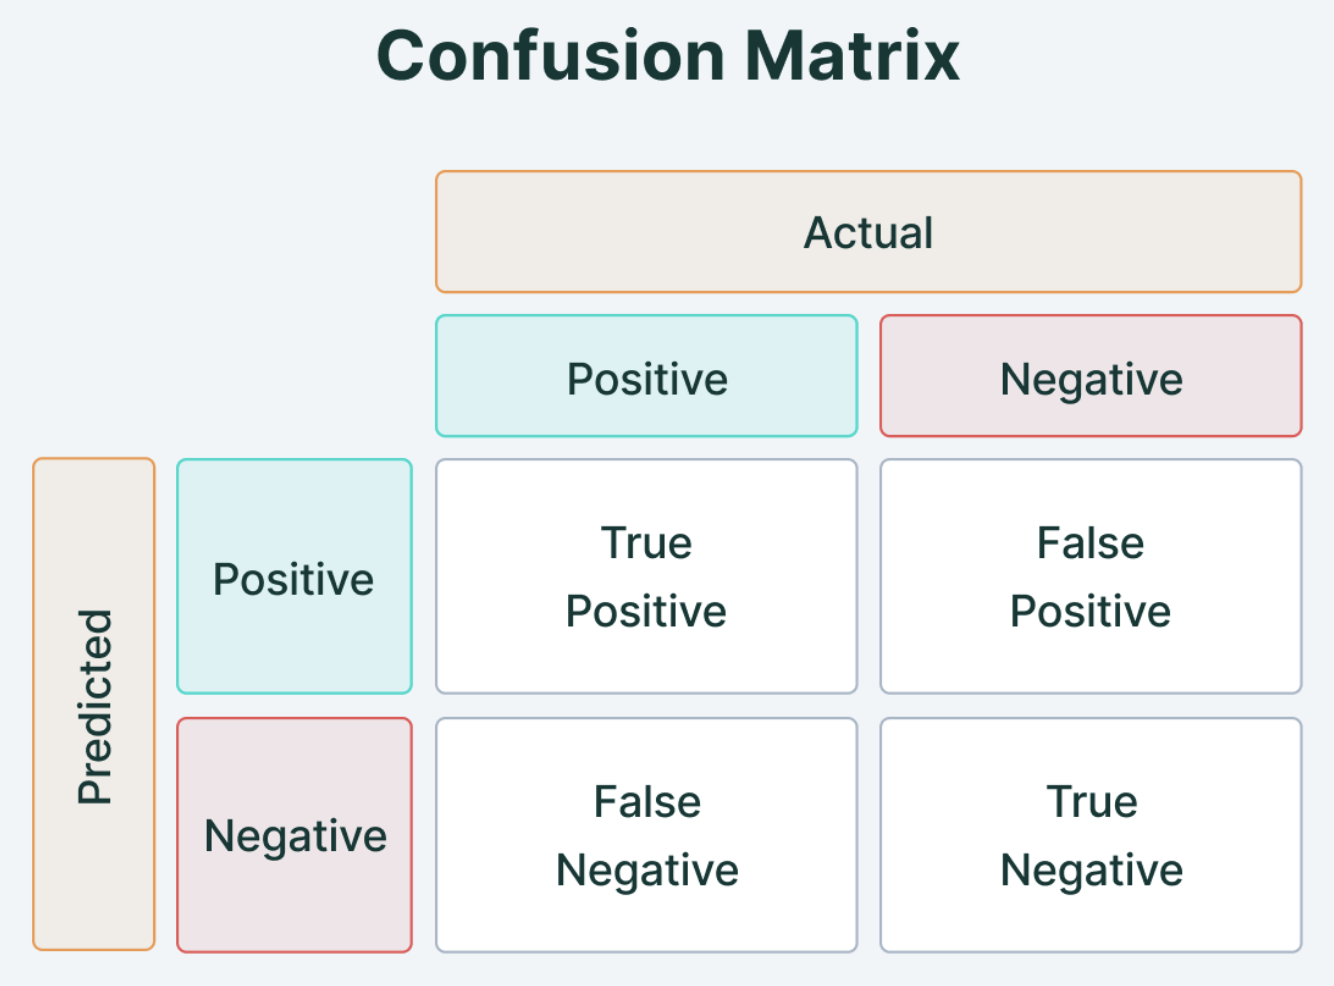 Confusion Matrix
Actual
Positive
Negative
Predicted
Positive
True
Positive
False
Positive
Negative
False
Negative
True
Negative